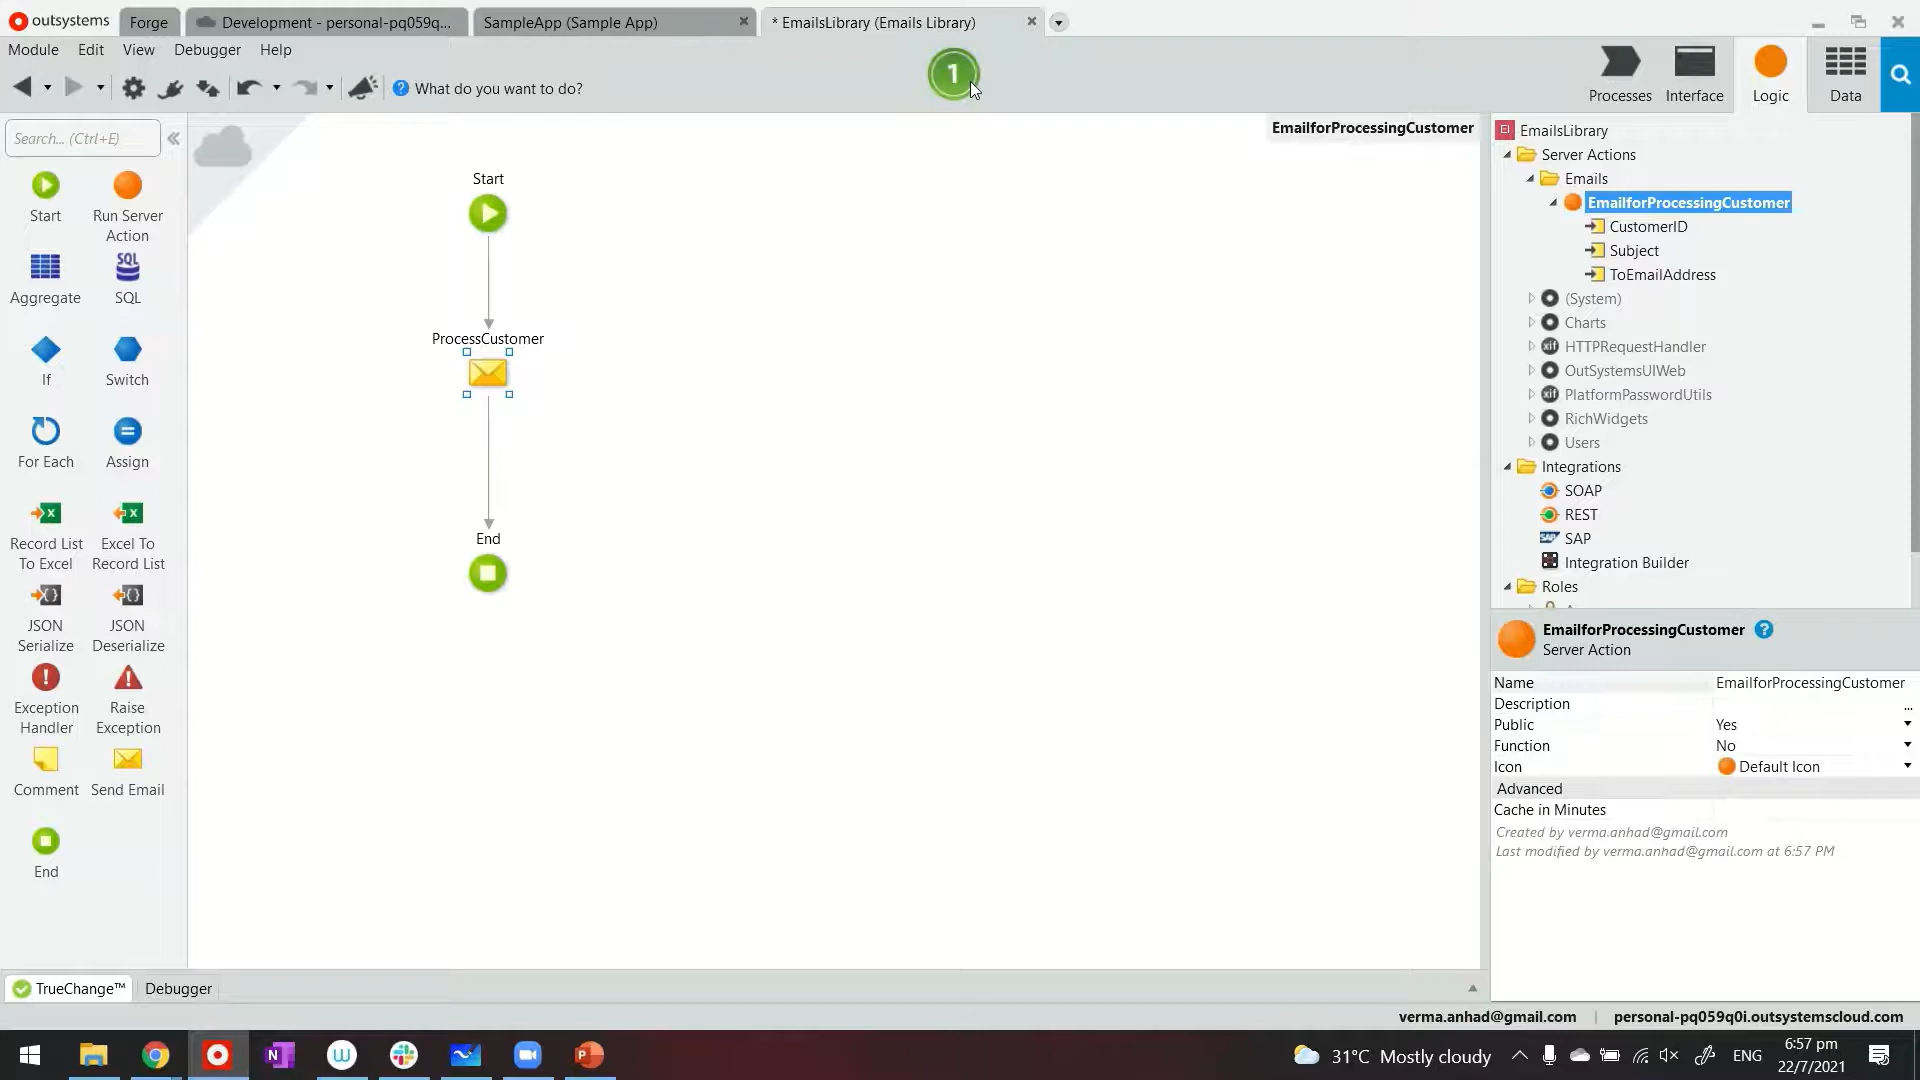 outsystems
Forge
Development - personal-pq059q...
SampleApp (Sample App)
* EmailsLibrary (Emails Library)
Module Edit View Debugger Help
What do you want to do?
1
Processes
Interface
Logic
Data
Search... (Ctrl+E)
Start
Run Server
Action
Aggregate
SQL
If
Switch
For Each
Assign
Record List
To Excel
Excel To
Record List
JSON
Serialize
JSON
Deserialize
Exception
Handler
Raise
Exception
Comment
Send Email
End
EmailforProcessingCustomer
Start
ProcessCustomer
End
EmailsLibrary
Server Actions
Emails
EmailforProcessingCustomer
CustomerID
Subject
ToEmailAddress
(System)
Charts
HTTPRequestHandler
OutSystemsUIWeb
PlatformPasswordUtils
RichWidgets
Users
Integrations
SOAP
REST
SAP
Integration Builder
Roles
EmailforProcessingCustomer
Server Action
Name EmailforProcessingCustomer
Description ...
Public Yes
Function No
Icon Default Icon
Advanced
Cache in Minutes
Created by verma.anhad@gmail.com
Last modified by verma.anhad@gmail.com at 6:57 PM
TrueChange™ Debugger
verma.anhad@gmail.com | personal-pq059q0i.outsystemscloud.com
31°C Mostly cloudy
ENG
6:57 pm
22/7/2021